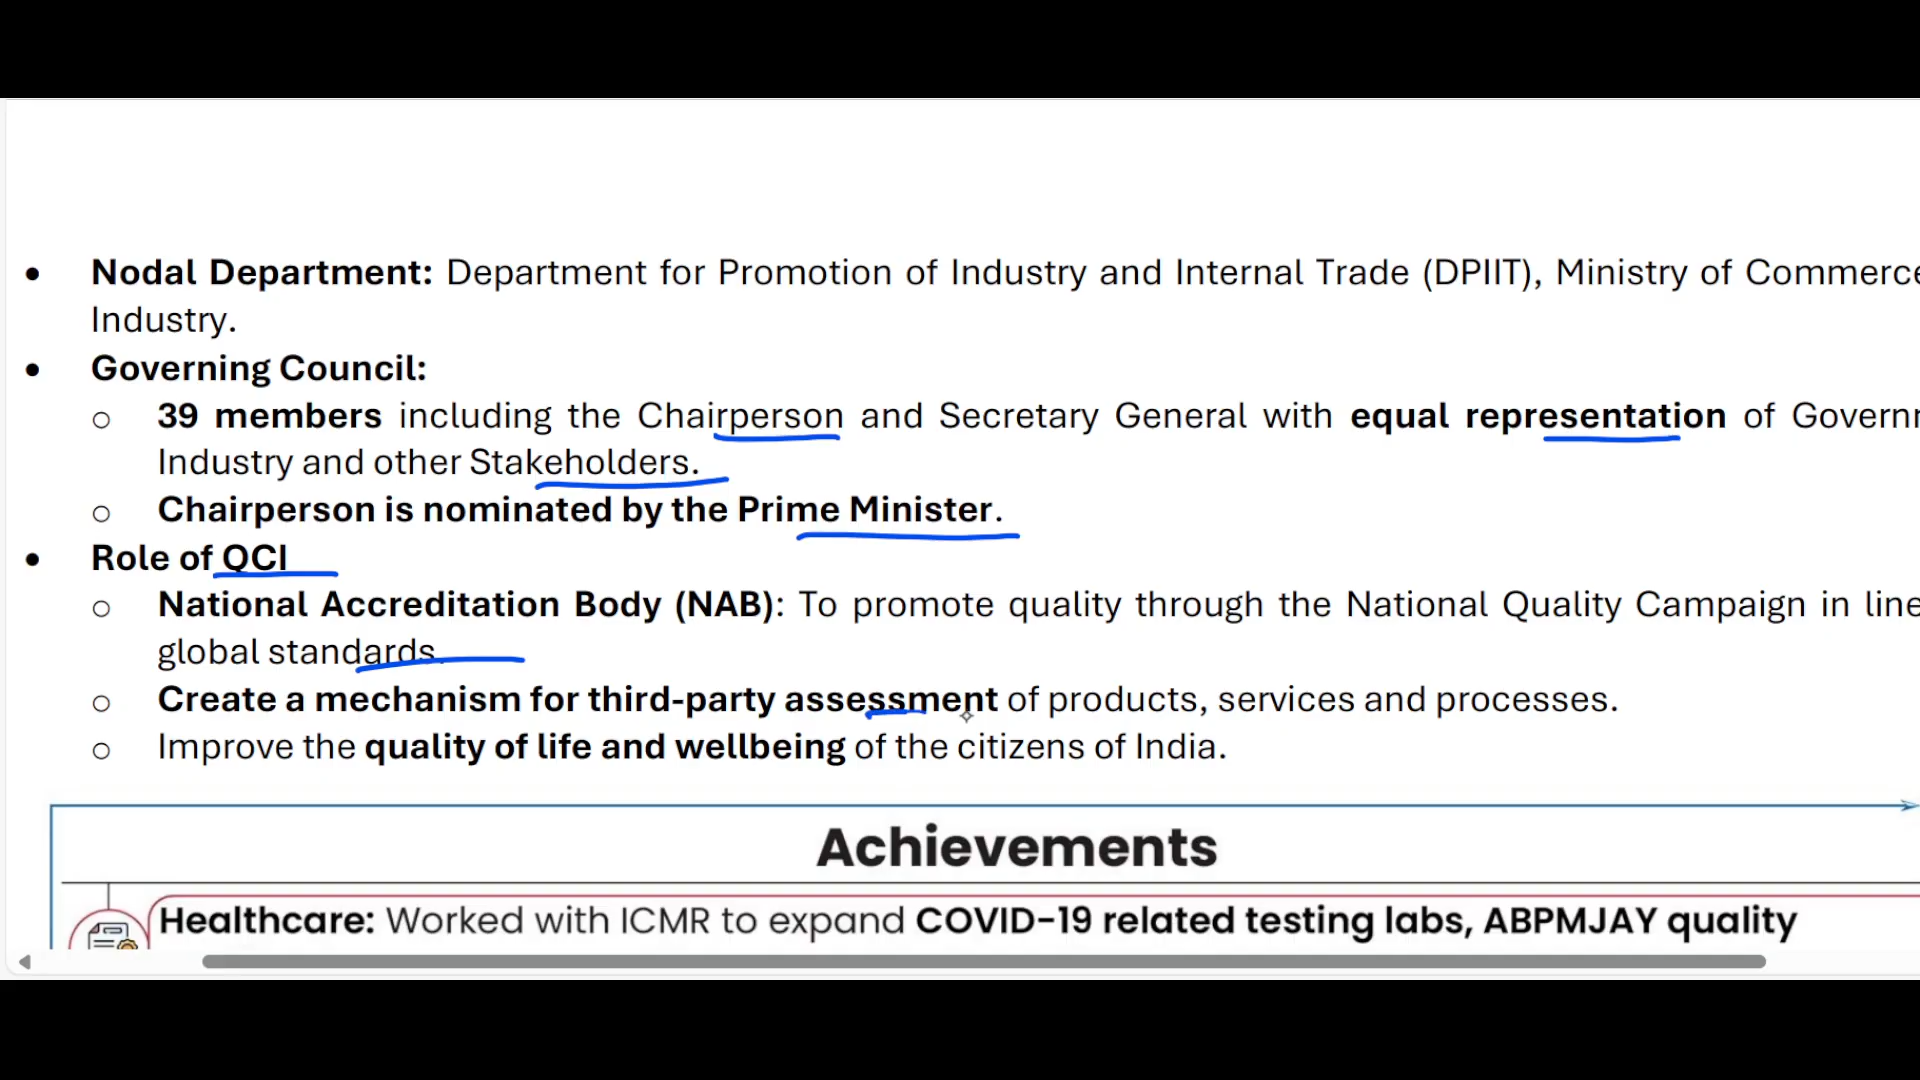 • Nodal Department: Department for Promotion of Industry and Internal Trade (DPIIT), Ministry of Commerce
Industry.
• Governing Council:
o 39 members including the Chairperson and Secretary General with equal representation of Governm
Industry and other Stakeholders.
o Chairperson is nominated by the Prime Minister.
• Role of QCI
o National Accreditation Body (NAB): To promote quality through the National Quality Campaign in line
global standards.
o Create a mechanism for third-party assessment of products, services and processes.
o Improve the quality of life and wellbeing of the citizens of India.
Achievements
Healthcare: Worked with ICMR to expand COVID-19 related testing labs, ABPMJAY quality